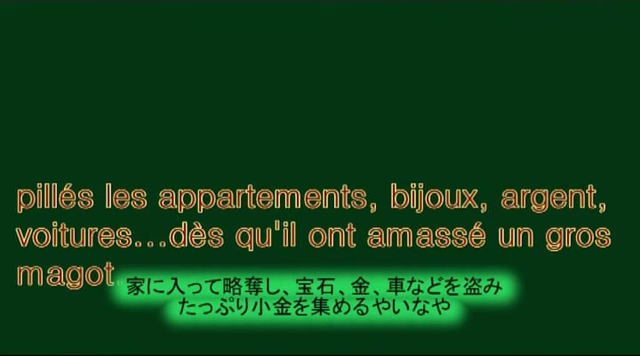 pillés les appartements, bijoux, argent,
voitures...dès qu'il ont amassé un gros
magot.
家に入って略奪し、宝石、金、車などを盗み
たっぷり小金を集めるやいなや